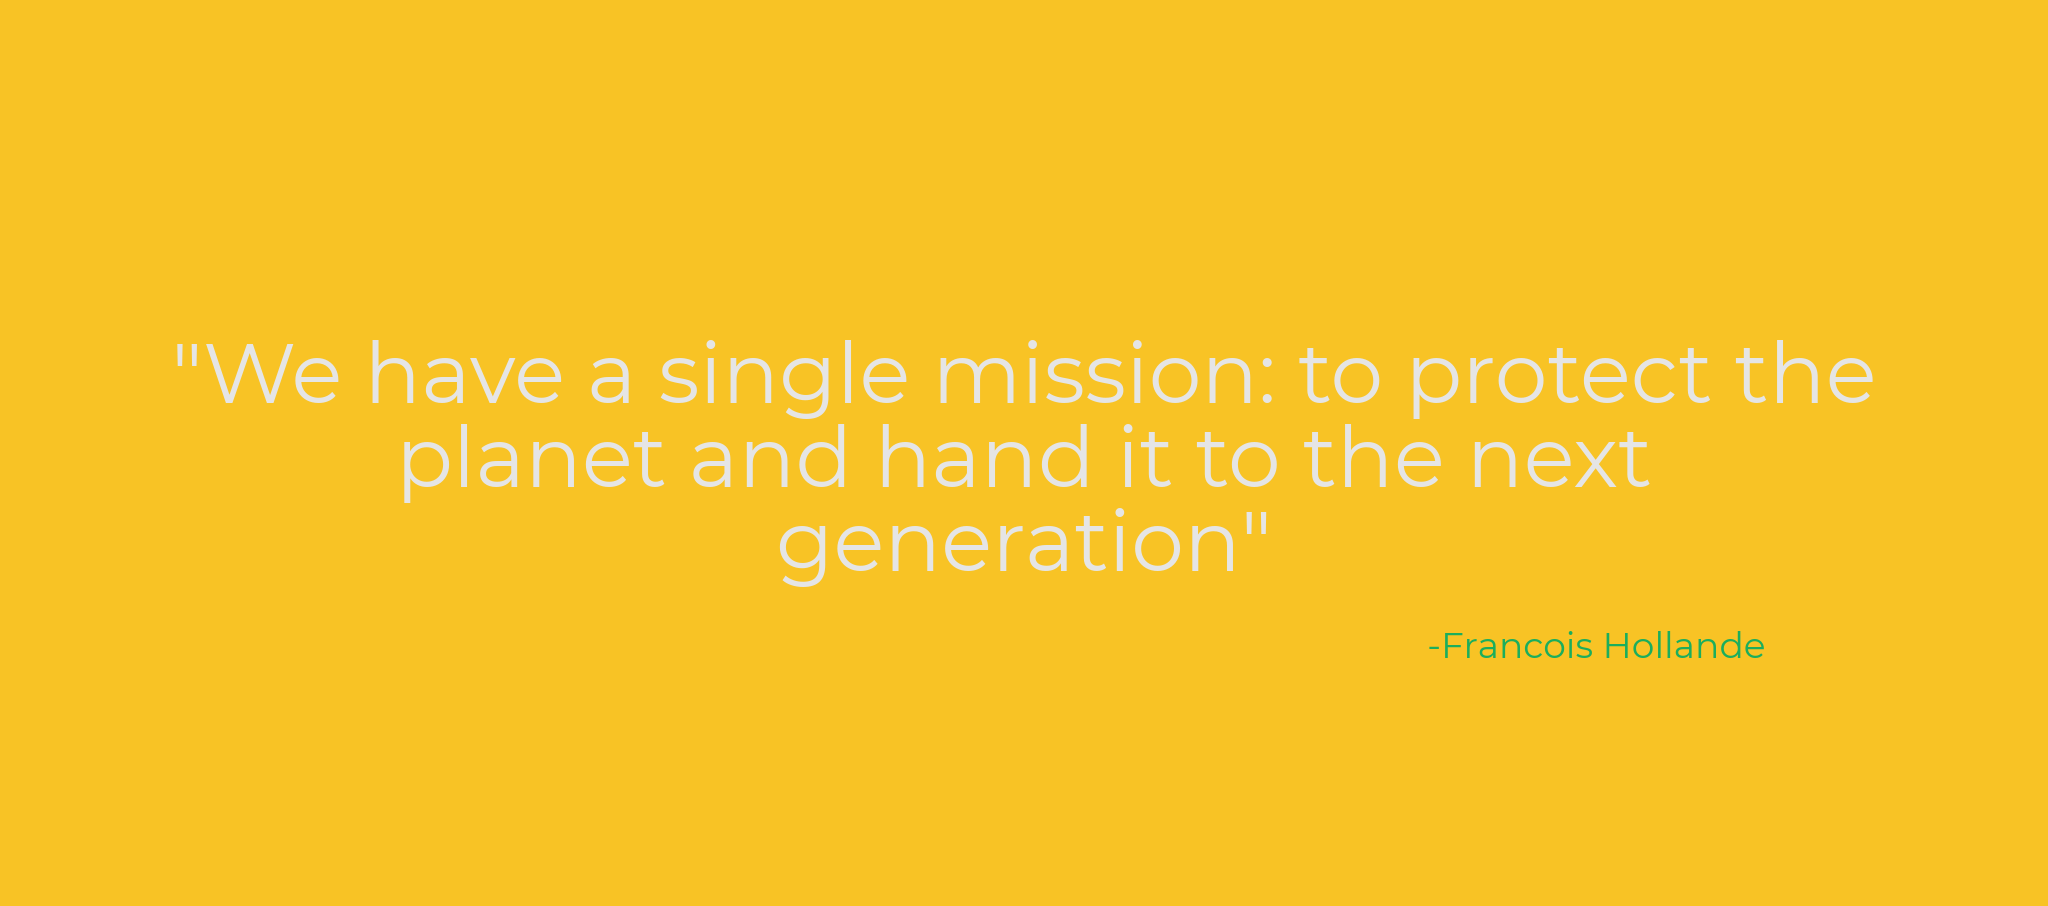 "We have a single mission: to protect the
planet and hand it to the next
generation"
-Francois Hollande